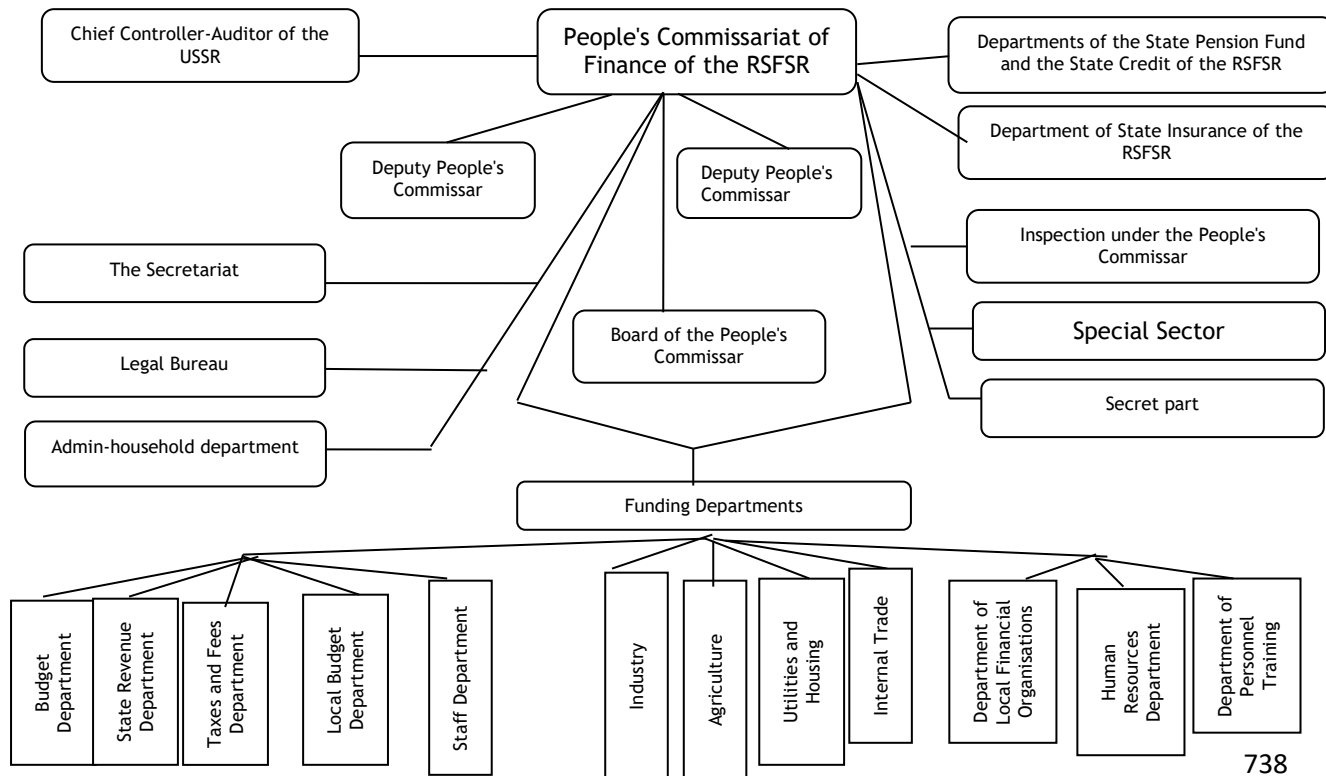 Chief Controller-Auditor of the
USSR
People's Commissariat of
Finance of the RSFSR
Departments of the State Pension Fund
and the State Credit of the RSFSR
Department of State Insurance of the
RSFSR
Deputy People's
Commissar
Deputy People's
Commissar
The Secretariat
Inspection under the People's
Commissar
Board of the People's
Commissar
Special Sector
Legal Bureau
Secret part
Admin-household department
Funding Departments
Budget
Department
State Revenue
Department
Taxes and Fees
Department
Local Budget
Department
Staff Department
Industry
Agriculture
Utilities and
Housing
Internal Trade
Department of
Local Financial
Organisations
Human
Resources
Department
Department of
Personnel
Training
738